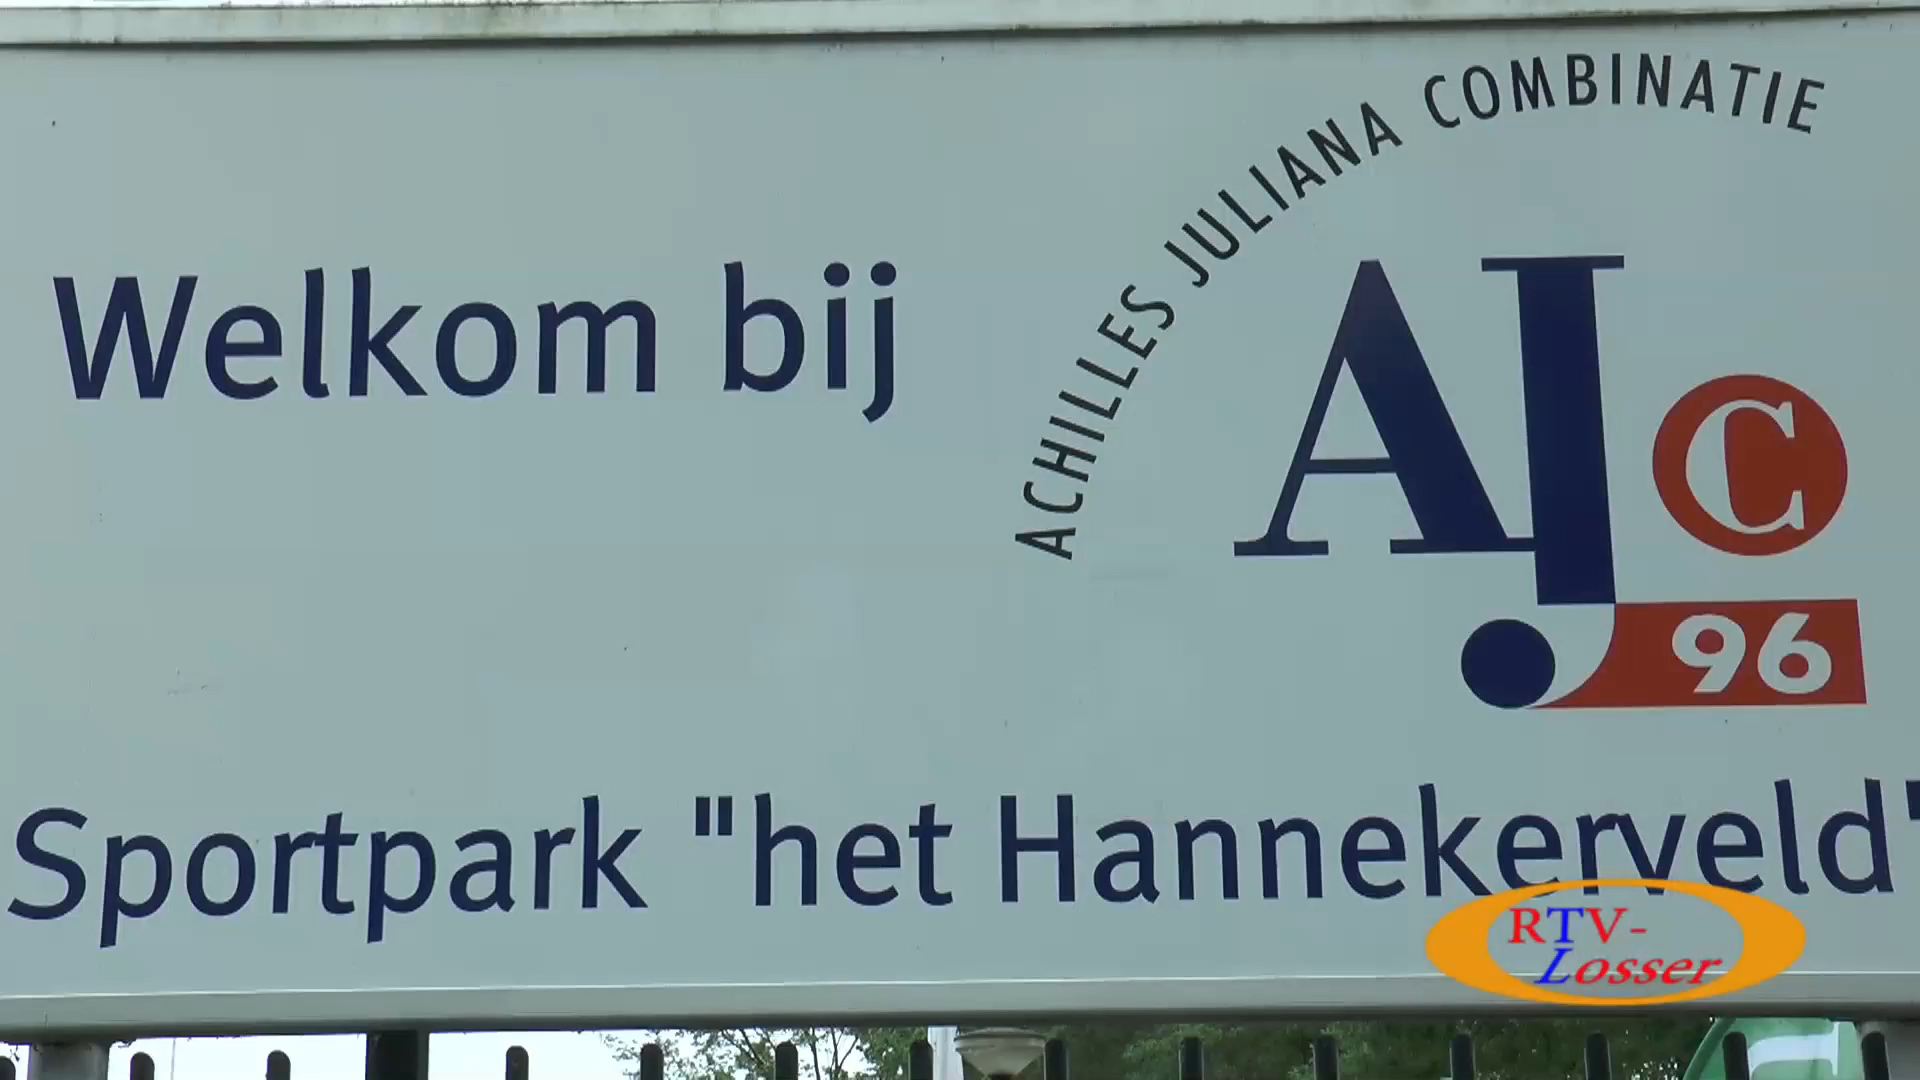 ACHILLES JULIANA COMBINATIE
Welkom bij
AJC
96
Sportpark "het Hannekerveld"
RTV-
Losser